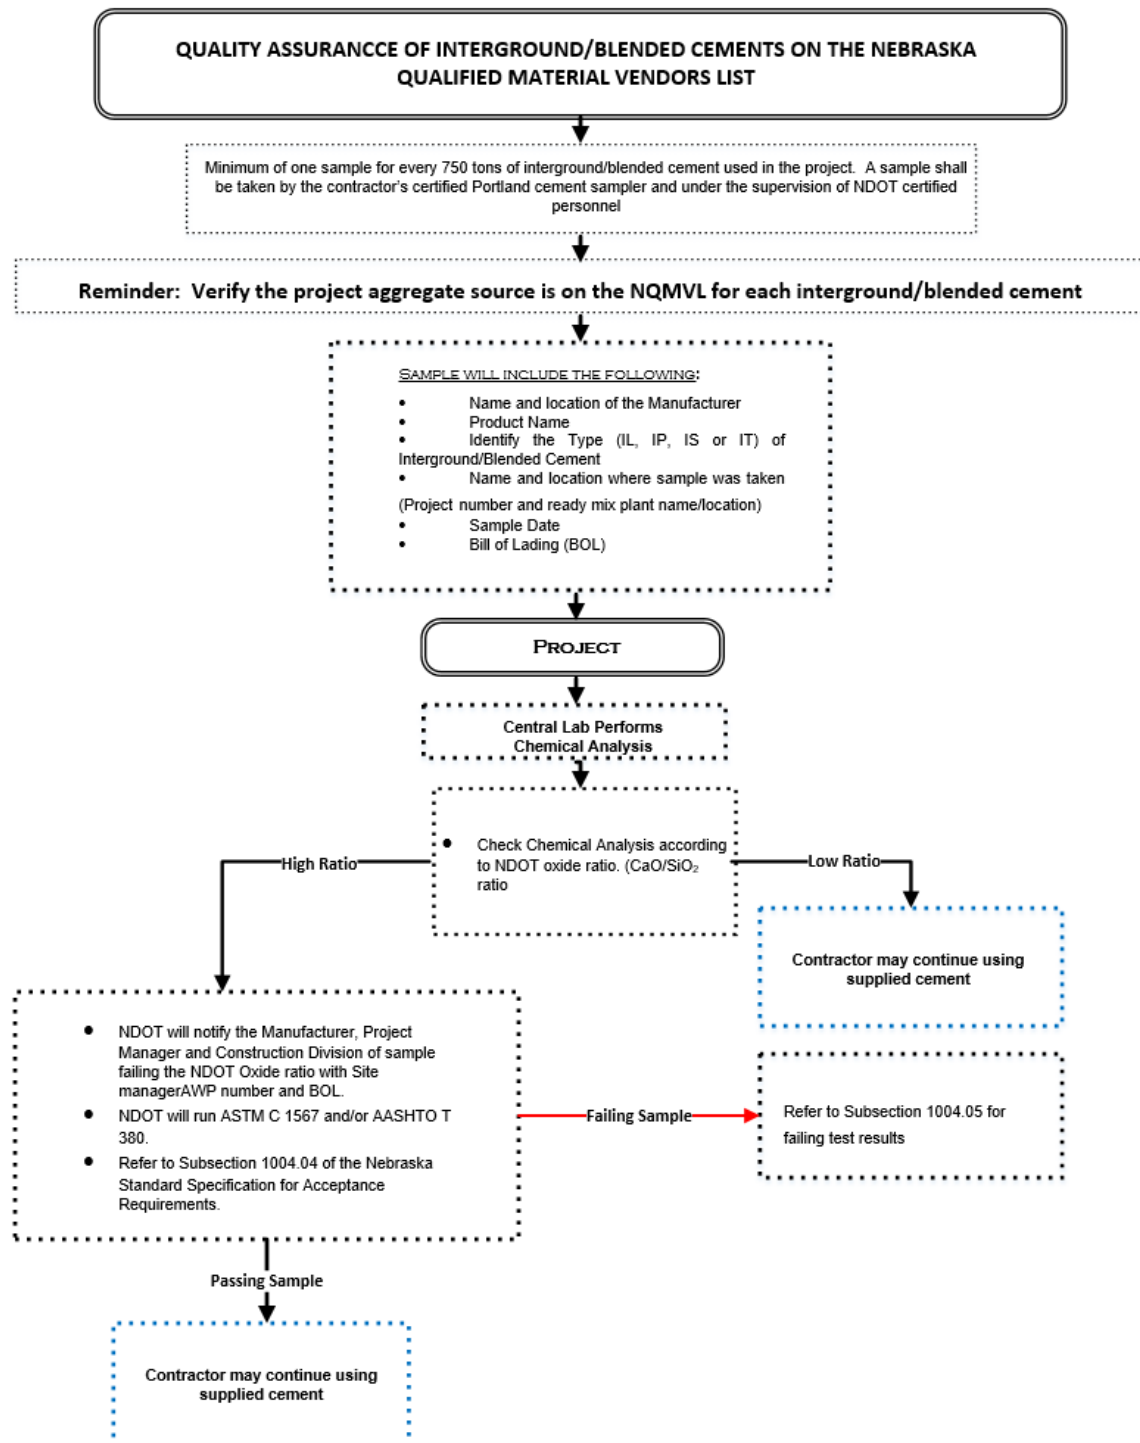 QUALITY ASSURANCCE OF INTERGROUND/BLENDED CEMENTS ON THE NEBRASKA
QUALIFIED MATERIAL VENDORS LIST
Minimum of one sample for every 750 tons of interground/blended cement used in the project. A sample shall
be taken by the contractor's certified Portland cement sampler and under the supervision of NDOT certified
personnel
Reminder: Verify the project aggregate source is on the NQMVL for each interground/blended cement
SAMPLE WILL INCLUDE THE FOLLOWING:
• Name and location of the Manufacturer
• Product Name
• Identify the Type (IL, IP, IS or IT) of
Interground/Blended Cement
• Name and location where sample was taken
(Project number and ready mix plant name/location)
• Sample Date
• Bill of Lading (BOL)
PROJECT
Central Lab Performs
Chemical Analysis
• Check Chemical Analysis according
to NDOT oxide ratio. (CaO/SiO₂
ratio
High Ratio
Low Ratio
Contractor may continue using
supplied cement
• NDOT will notify the Manufacturer, Project
Manager and Construction Division of sample
failing the NDOT Oxide ratio with Site
managerAWP number and BOL.
• NDOT will run ASTM C 1567 and/or AASHTO T
380.
• Refer to Subsection 1004.04 of the Nebraska
Standard Specification for Acceptance
Requirements.
Failing Sample
Refer to Subsection 1004.05 for
failing test results
Passing Sample
Contractor may continue using
supplied cement